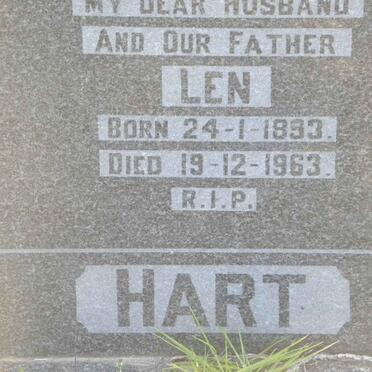 MY DEAR HUSBAND
AND OUR FATHER
LEN
BORN 24-1-1893.
DIED 19-12-1963.
R.I.P.
HART